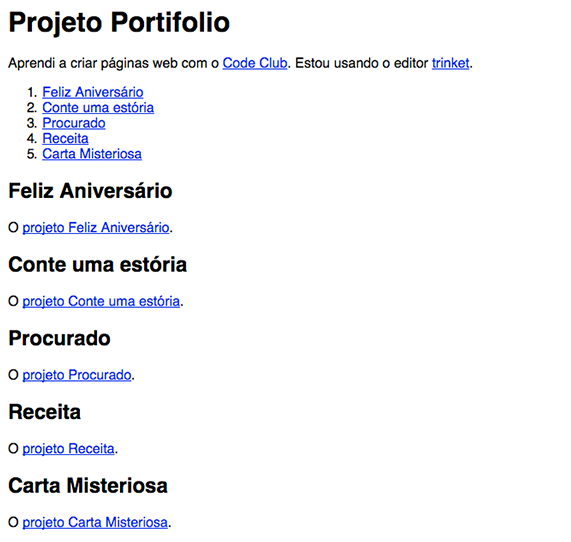 Projeto Portifolio
Aprendi a criar páginas web com o Code Club. Estou usando o editor trinket.
1. Feliz Aniversário
2. Conte uma estória
3. Procurado
4. Receita
5. Carta Misteriosa
Feliz Aniversário
O projeto Feliz Aniversário.
Conte uma estória
O projeto Conte uma estória.
Procurado
O projeto Procurado.
Receita
O projeto Receita.
Carta Misteriosa
O projeto Carta Misteriosa.